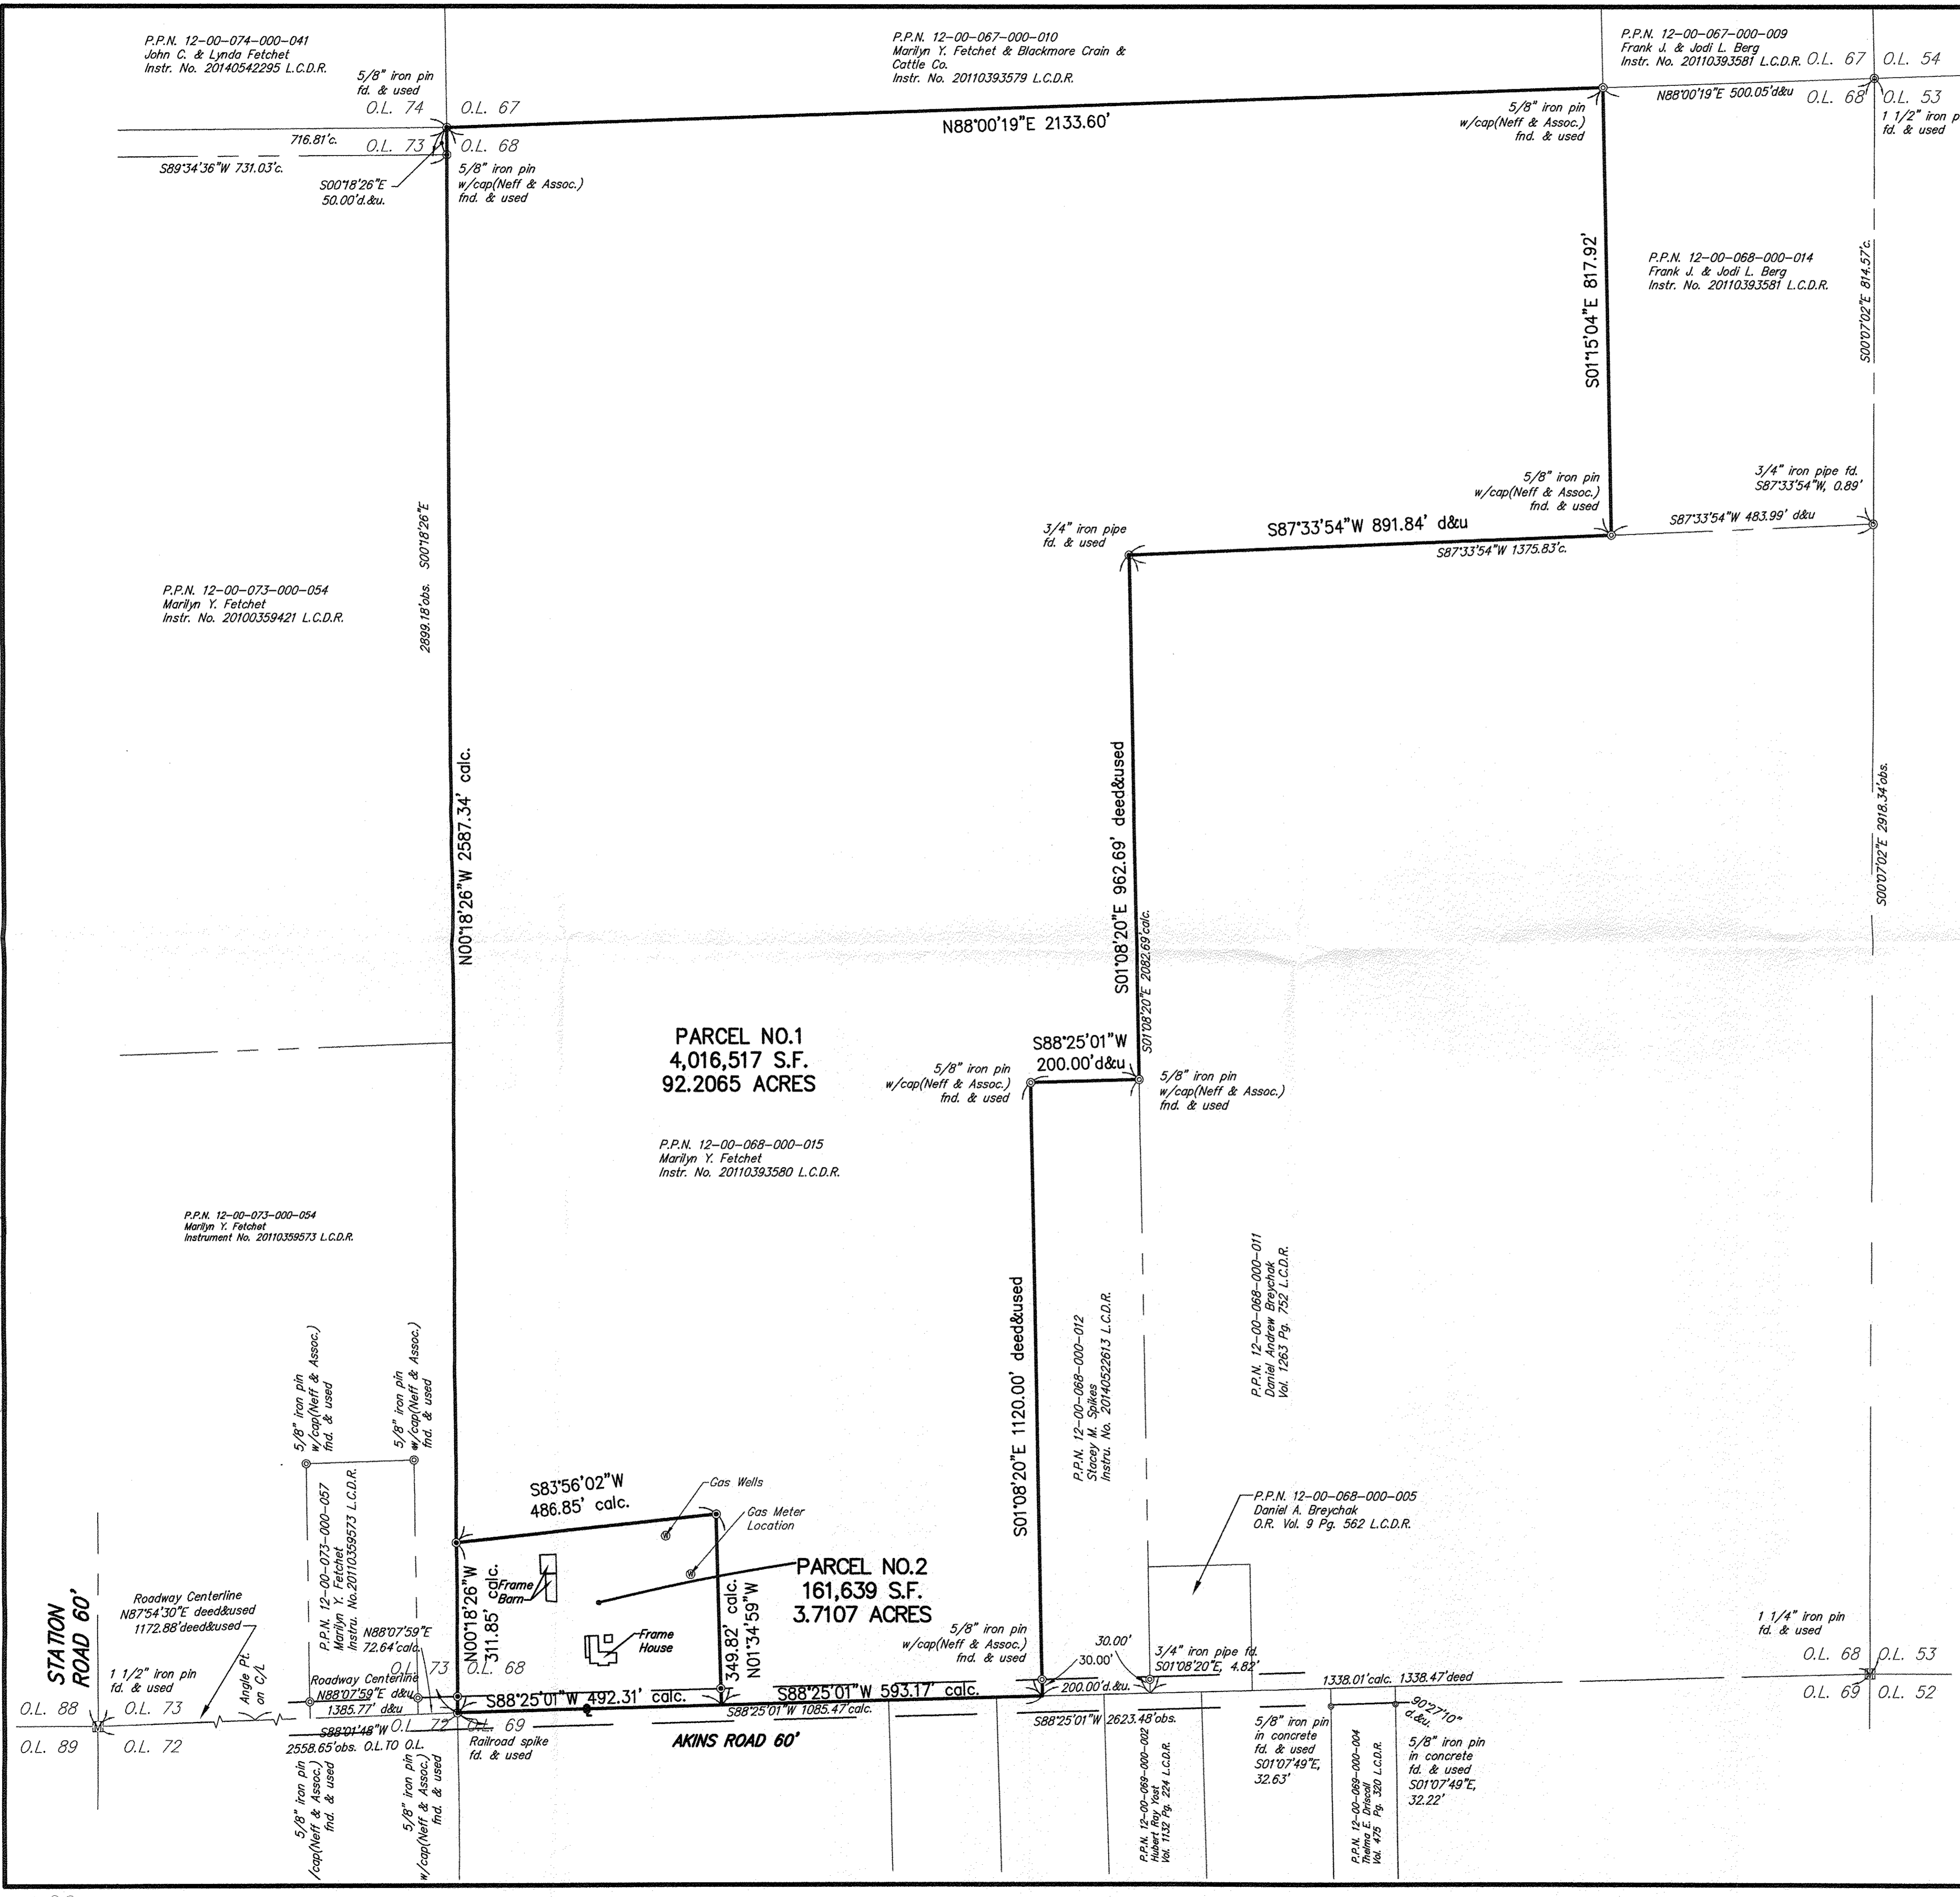 P.P.N. 12-00-074-000-041
John C. & Lynda Fetchet
Instr. No. 20140542295 L.C.D.R.
5/8" iron pin
fd. & used
O.L. 74
O.L. 67
P.P.N. 12-00-067-000-010
Marilyn Y. Fetchet & Blackmore Crain &
Cattle Co.
Instr. No. 20110393579 L.C.D.R.
P.P.N. 12-00-067-000-009
Frank J. & Jodi L. Berg
Instr. No. 20110393581 L.C.D.R.
O.L. 67
O.L. 54
N88°00'19"E 500.05'd&u
O.L. 68
O.L. 53
1 1/2" iron p
fd. & used
716.81'c.
O.L. 73
O.L. 68
S89°34'36"W 731.03'c.
S00°18'26"E
50.00'd.&u.
5/8" iron pin
w/cap(Neff & Assoc.)
fnd. & used
N88°00'19"E 2133.60'
5/8" iron pin
w/cap(Neff & Assoc.)
fnd. & used
S01°15'04"E 817.92'
P.P.N. 12-00-068-000-014
Frank J. & Jodi L. Berg
Instr. No. 20110393581 L.C.D.R.
S00°07'02"E 814.57'c.
5/8" iron pin
w/cap(Neff & Assoc.)
fnd. & used
3/4" iron pipe fd.
S87°33'54"W, 0.89'
S87°33'54"W 483.99' d&u
3/4" iron pipe
fd. & used
S87°33'54"W 891.84' d&u
S87°33'54"W 1375.83'c.
2899.18'obs. S00°18'26"E
P.P.N. 12-00-073-000-054
Marilyn Y. Fetchet
Instr. No. 20100359421 L.C.D.R.
N00°18'26"W 2587.34' calc.
S01°08'20"E 962.69' deed&used
S01°08'20"E 2082.69'calc.
S00°07'02"E 2918.34'obs.
PARCEL NO.1
4,016,517 S.F.
92.2065 ACRES
S88°25'01"W
200.00'd&u
5/8" iron pin
w/cap(Neff & Assoc.)
fnd. & used
5/8" iron pin
w/cap(Neff & Assoc.)
fnd. & used
P.P.N. 12-00-068-000-015
Marilyn Y. Fetchet
Instr. No. 20110393580 L.C.D.R.
P.P.N. 12-00-073-000-054
Marilyn Y. Fetchet
Instrument No. 20110359573 L.C.D.R.
S01°08'20"E 1120.00' deed&used
P.P.N. 12-00-068-000-012
Stacey M. Spikes
Instru. No. 20140522613 L.C.D.R.
P.P.N. 12-00-068-000-011
Daniel Andrew Breychak
Vol. 1263 Pg. 752 L.C.D.R.
5/8" iron pin
w/cap(Neff & Assoc.)
fnd. & used
5/8" iron pin
w/cap(Neff & Assoc.)
fnd. & used
P.P.N. 12-00-073-000-057
Marilyn Y. Fetchet
Instru. No.20110359573 L.C.D.R.
S83°56'02"W
486.85' calc.
Gas Wells
Gas Meter
Location
W
W
P.P.N. 12-00-068-000-005
Daniel A. Breychak
O.R. Vol. 9 Pg. 562 L.C.D.R.
N00°18'26"W
311.85' calc.
Frame
Barn
Frame
House
349.82' calc.
N01°34'59"W
PARCEL NO.2
161,639 S.F.
3.7107 ACRES
STATION
ROAD 60'
Roadway Centerline
N87°54'30"E deed&used
1172.88'deed&used
Angle Pt.
on C/L
N88°07'59"E
72.64'calc.
5/8" iron pin
w/cap(Neff & Assoc.)
fnd. & used
30.00'
30.00'
3/4" iron pipe fd.
S01°08'20"E, 4.82'
1 1/4" iron pin
fd. & used
O.L. 68
O.L. 53
O.L. 69
O.L. 52
1 1/2" iron pin
fd. & used
O.L. 88
O.L. 73
O.L. 89
O.L. 72
O.L. 73
O.L. 68
Roadway Centerline
N88°07'59"E d&u
1385.77' d&u
S88°01'48"W
2558.65'obs. O.L.TO O.L.
O.L. 72
O.L. 69
Railroad spike
fd. & used
S88°25'01"W 492.31' calc.
S88°25'01"W 593.17' calc.
S88°25'01"W 1085.47'calc.
AKINS ROAD 60'
200.00'd.&u.
S88°25'01"W 2623.48'obs.
1338.01'calc. 1338.47'deed
90°27'10"
d.&u.
5/8" iron pin
in concrete
fd. & used
S01°07'49"E,
32.63'
5/8" iron pin
in concrete
fd. & used
S01°07'49"E,
32.22'
5/8" iron pin
/cap(Neff & Assoc.)
fnd. & used
5/8" iron pin
w/cap(Neff & Assoc.)
fnd. & used
P.P.N. 12-00-069-000-002
Hubert Ray Yost
Vol. 1132 Pg. 224 L.C.D.R.
P.P.N. 12-00-069-000-004
Thelma E. Driscoll
Vol. 475 Pg. 320 L.C.D.R.